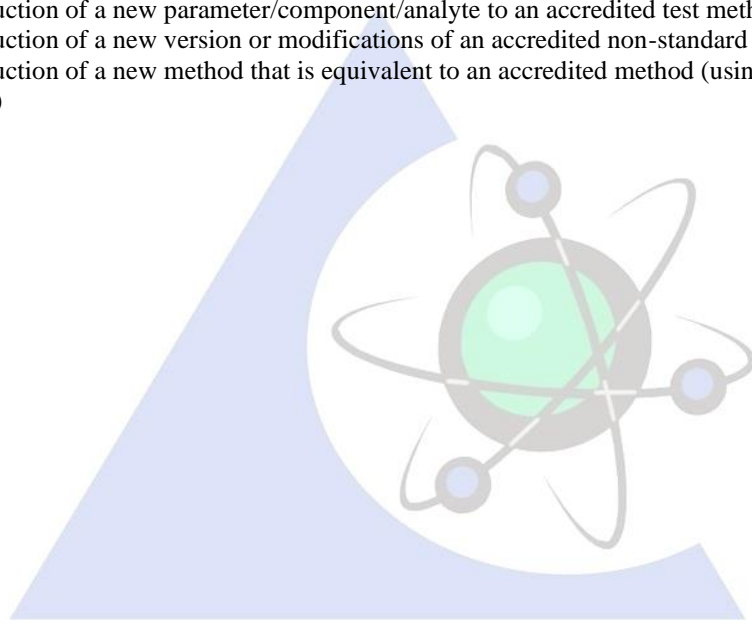 uction of a new parameter/component/analyte to an accredited test meth
uction of a new version or modifications of an accredited non-standard
uction of a new method that is equivalent to an accredited method (usin
)